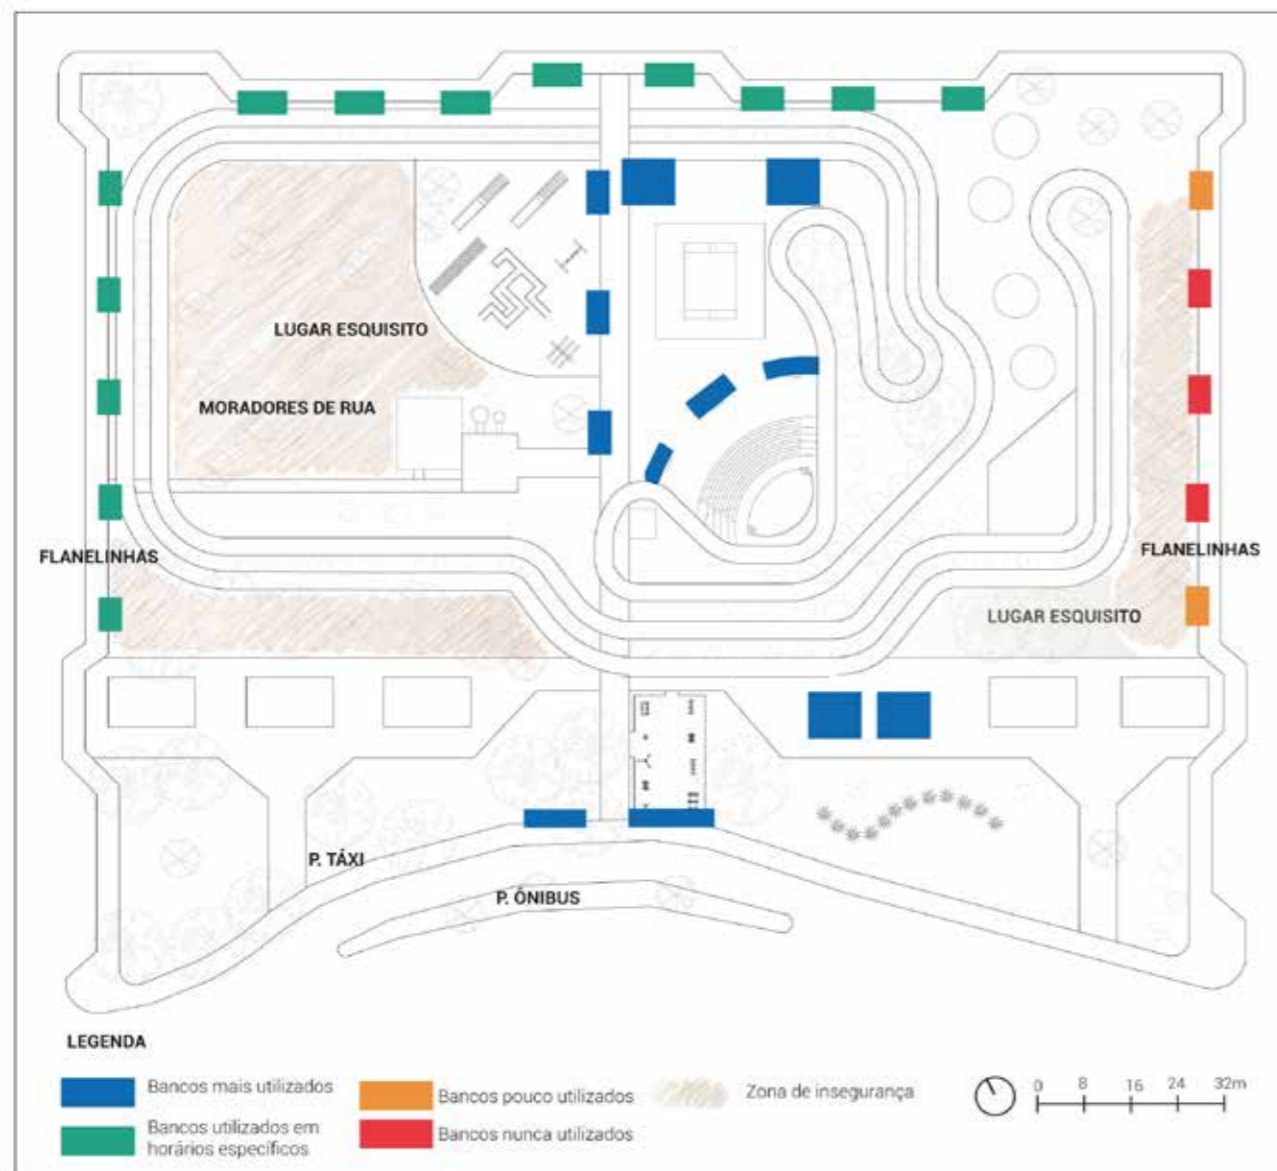 LUGAR ESQUISITO
MORADORES DE RUA
FLANELINHAS
FLANELINHAS
LUGAR ESQUISITO
P. TÁXI
P. ÔNIBUS
LEGENDA
Bancos mais utilizados
Bancos utilizados em
horários específicos
Bancos pouco utilizados
Bancos nunca utilizados
Zona de insegurança
0 8 16 24 32m